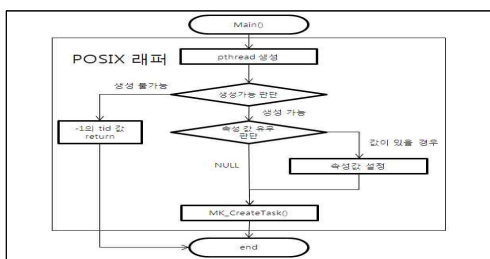 Main()
POSIX 래퍼
pthread 생성
생성 불가능
생성가능 판단
생성 가능
-1의 tid 값
return
속성 값 유무
판단
값이 있을 경우
NULL
속성값 설정
MK_CreateTask()
end